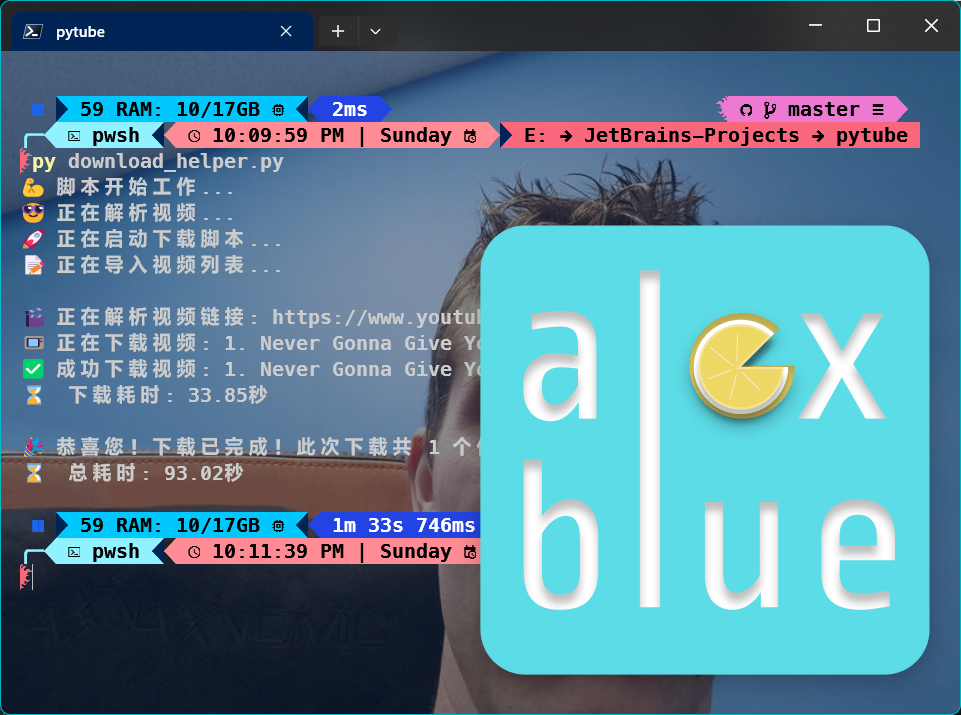 pytube
59 RAM: 10/17GB 2ms master
pwsh 10:09:59 PM | Sunday E: → JetBrains-Projects → pytube
py download_helper.py
💪 脚本开始工作...
😎 正在解析视频...
🚀 正在启动下载脚本...
📝 正在导入视频列表...
🎬 正在解析视频链接: https://www.youtub
📼 正在下载视频: 1. Never Gonna Give Yo
✅ 成功下载视频: 1. Never Gonna Give Yo
⌛ 下载耗时: 33.85秒
🎉 恭喜您! 下载已完成! 此次下载共 1 个
⌛ 总耗时: 93.02秒
59 RAM: 10/17GB 1m 33s 746ms
pwsh 10:11:39 PM | Sunday
alex
blue